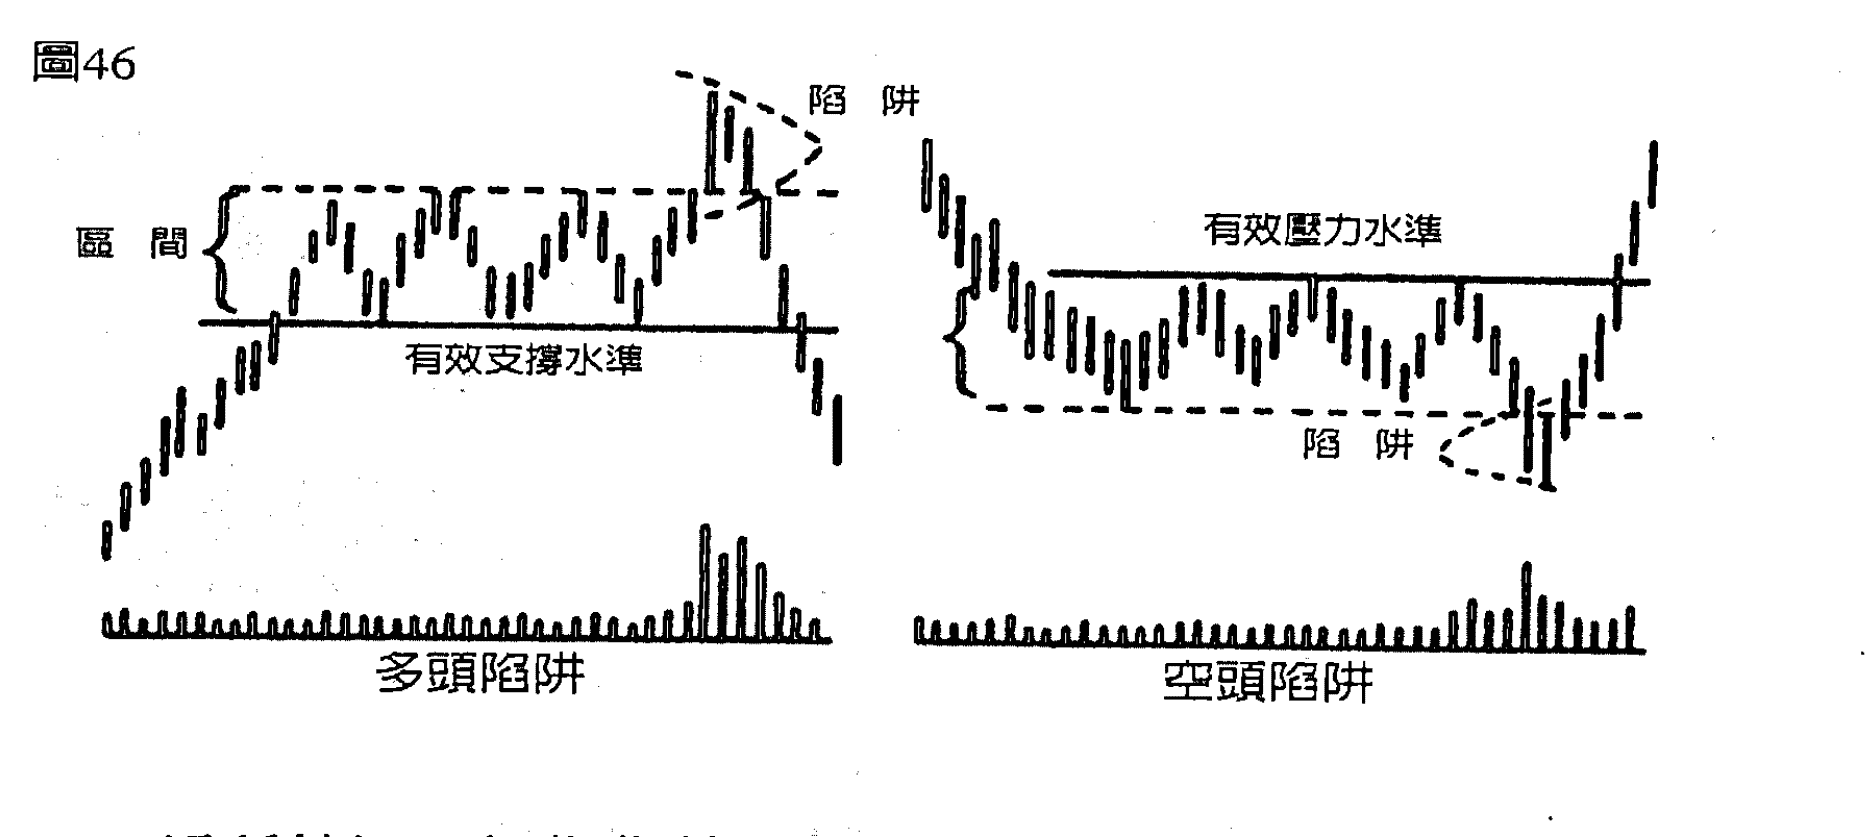 圖46
陷 阱
區 間
有效支撐水準
多頭陷阱
有效壓力水準
陷 阱
空頭陷阱